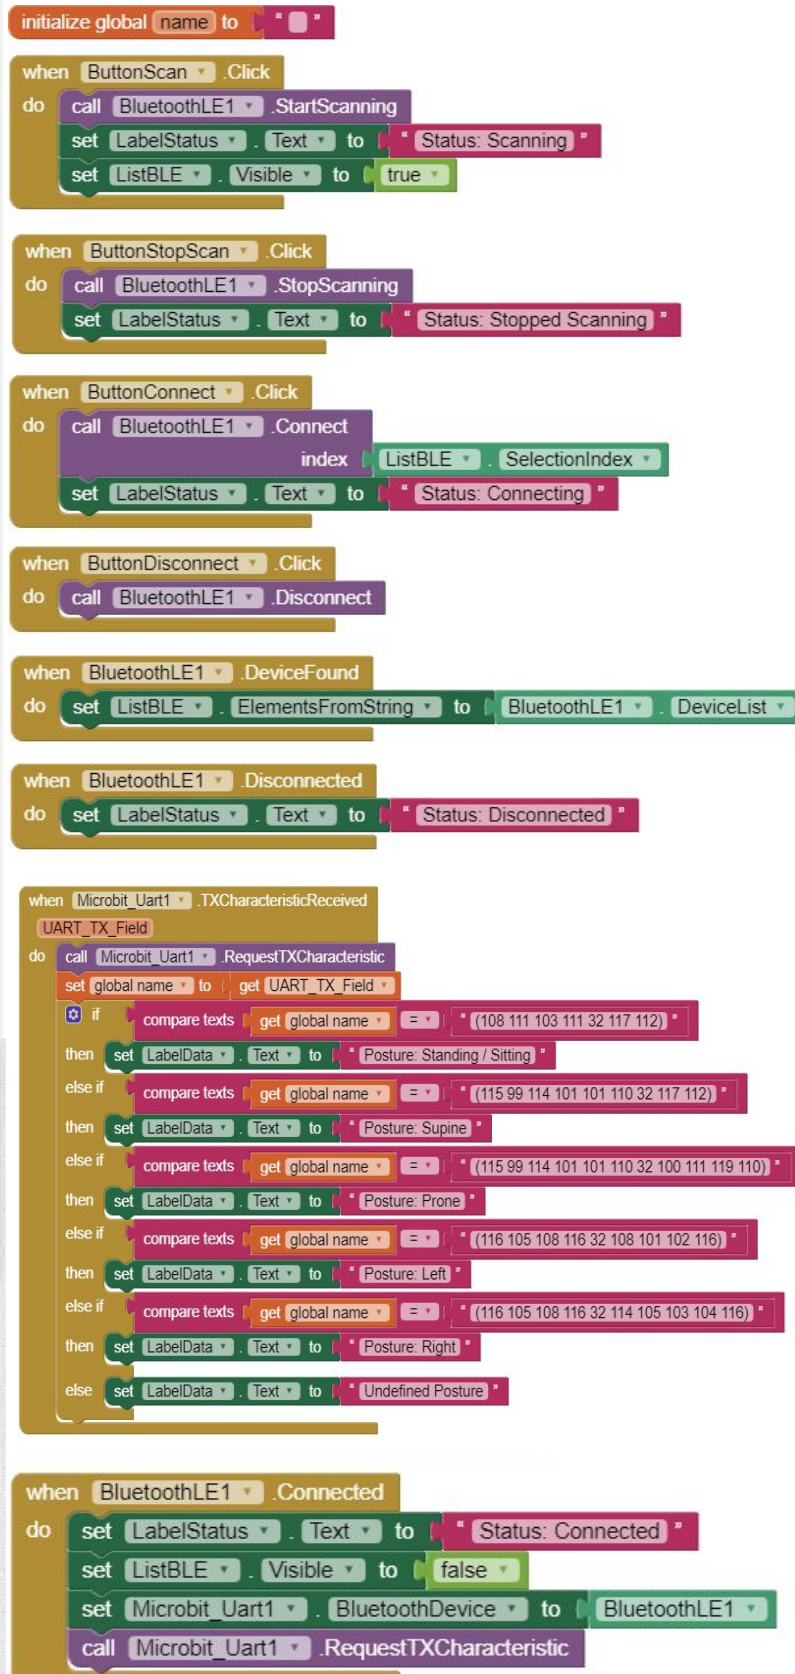 initialize global name to " "
when ButtonScan .Click
do call BluetoothLE1 .StartScanning
set LabelStatus . Text to " Status: Scanning "
set ListBLE . Visible to true
when ButtonStopScan .Click
do call BluetoothLE1 .StopScanning
set LabelStatus . Text to " Status: Stopped Scanning "
when ButtonConnect .Click
do call BluetoothLE1 .Connect
index ListBLE . SelectionIndex
set LabelStatus . Text to " Status: Connecting "
when ButtonDisconnect .Click
do call BluetoothLE1 .Disconnect
when BluetoothLE1 .DeviceFound
do set ListBLE . ElementsFromString to BluetoothLE1 . DeviceList
when BluetoothLE1 .Disconnected
do set LabelStatus . Text to " Status: Disconnected "
when Microbit_Uart1 .TXCharacteristicReceived
UART_TX_Field
do call Microbit_Uart1 .RequestTXCharacteristic
set global name to get UART_TX_Field
if compare texts get global name = " (108 111 103 111 32 117 112) "
then set LabelData . Text to " Posture: Standing / Sitting "
else if compare texts get global name = " (115 99 114 101 101 110 32 117 112) "
then set LabelData . Text to " Posture: Supine "
else if compare texts get global name = " (115 99 114 101 101 110 32 100 111 119 110) "
then set LabelData . Text to " Posture: Prone "
else if compare texts get global name = " (116 105 108 116 32 108 101 102 116) "
then set LabelData . Text to " Posture: Left "
else if compare texts get global name = " (116 105 108 116 32 114 105 103 104 116) "
then set LabelData . Text to " Posture: Right "
else set LabelData . Text to " Undefined Posture "
when BluetoothLE1 .Connected
do set LabelStatus . Text to " Status: Connected "
set ListBLE . Visible to false
set Microbit_Uart1 . BluetoothDevice to BluetoothLE1
call Microbit_Uart1 .RequestTXCharacteristic